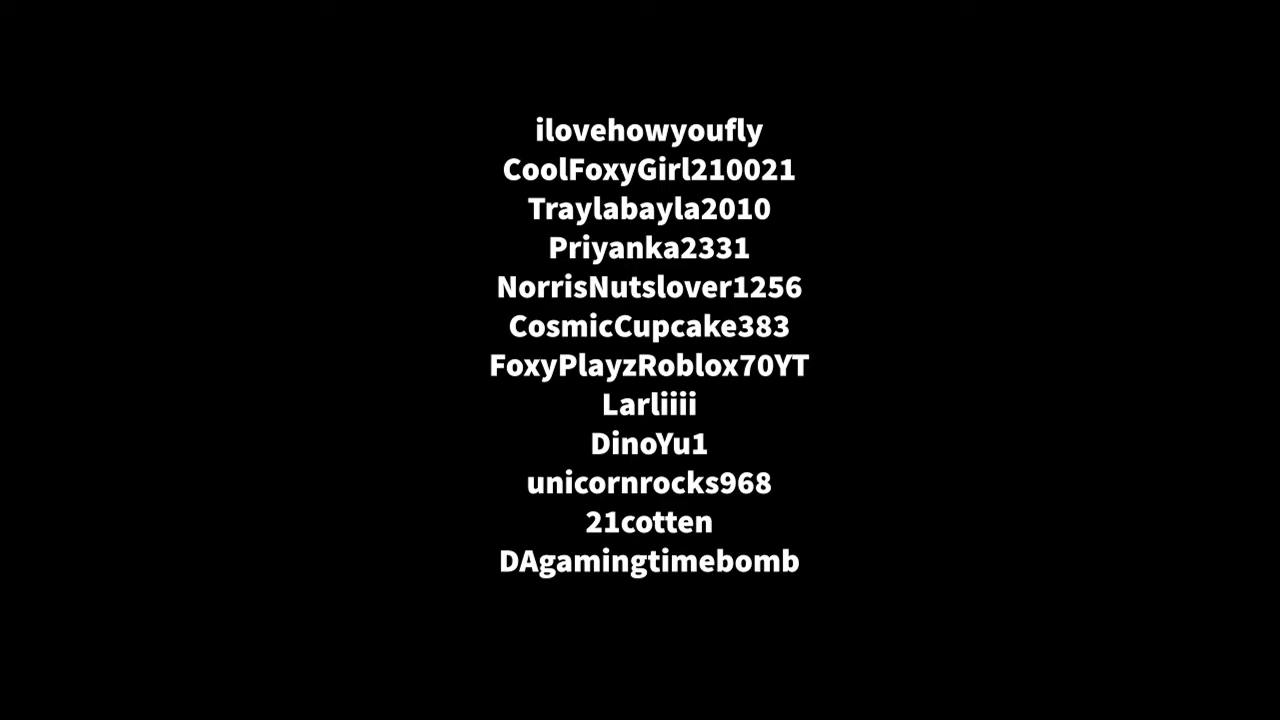 ilovehowyoufly
CoolFoxyGirl210021
Traylabayla2010
Priyanka2331
NorrisNutslover1256
CosmicCupcake383
FoxyPlayzRoblox70YT
Larliiii
DinoYu1
unicornrocks968
21cotten
DAgamingtimebomb